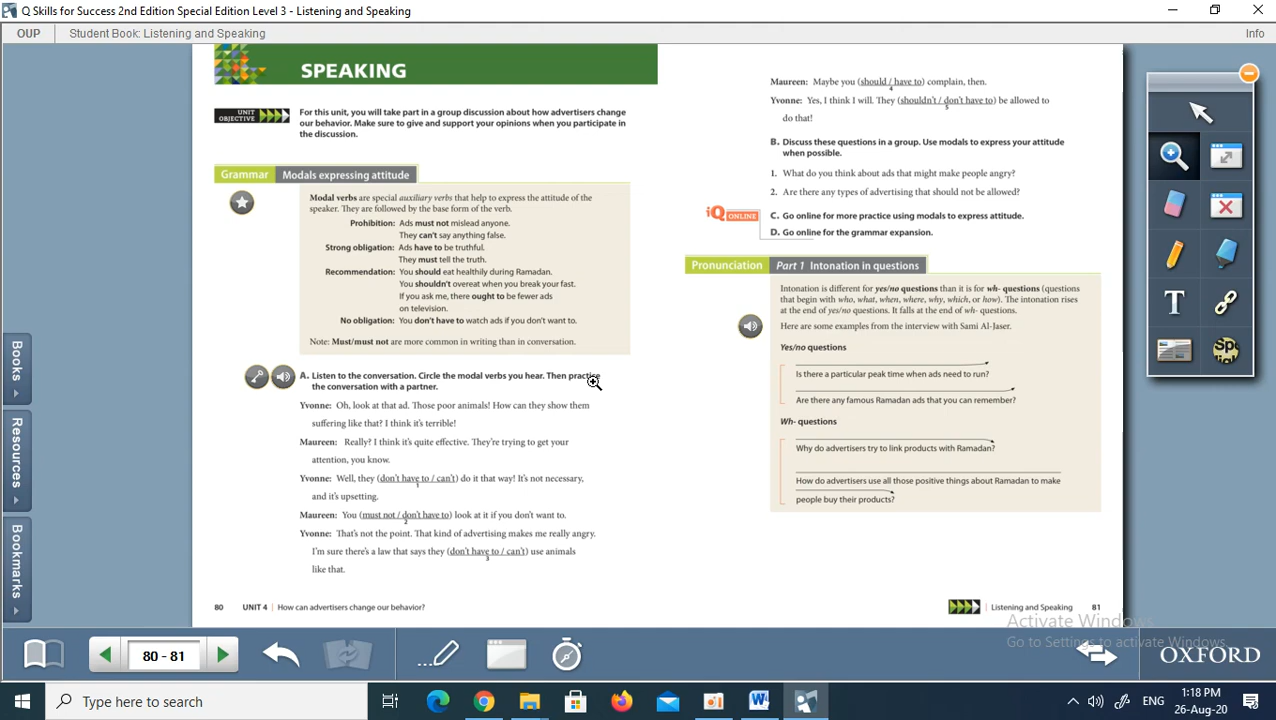 Q Skills for Success 2nd Edition Special Edition Level 3 - Listening and Speaking
OUP
Student Book: Listening and Speaking
Info
SPEAKING
UNIT
OBJECTIVE
For this unit, you will take part in a group discussion about how advertisers change
our behavior. Make sure to give and support your opinions when you participate in
the discussion.
Grammar Modals expressing attitude
Modal verbs are special auxiliary verbs that help to express the attitude of the
speaker. They are followed by the base form of the verb.
Prohibition: Ads must not mislead anyone.
They can't say anything false.
Strong obligation: Ads have to be truthful.
They must tell the truth.
Recommendation: You should eat healthily during Ramadan.
You shouldn't overeat when you break your fast.
If you ask me, there ought to be fewer ads
on television.
No obligation: You don't have to watch ads if you don't want to.
Note: Must/must not are more common in writing than in conversation.
A. Listen to the conversation. Circle the modal verbs you hear. Then practice
the conversation with a partner.
Yvonne: Oh, look at that ad. Those poor animals! How can they show them
suffering like that? I think it's terrible!
Maureen: Really? I think it's quite effective. They're trying to get your
attention, you know.
Yvonne: Well, they (don't have to / can't) do it that way! It's not necessary,
1
and it's upsetting.
Maureen: You (must not / don't have to) look at it if you don't want to.
2
Yvonne: That's not the point. That kind of advertising makes me really angry.
I'm sure there's a law that says they (don't have to / can't) use animals
3
like that.
80 UNIT 4 How can advertisers change our behavior?
Maureen: Maybe you (should / have to) complain, then.
4
Yvonne: Yes, I think I will. They (shouldn't / don't have to) be allowed to
5
do that!
B. Discuss these questions in a group. Use modals to express your attitude
when possible.
1. What do you think about ads that might make people angry?
2. Are there any types of advertising that should not be allowed?
iQ ONLINE
C. Go online for more practice using modals to express attitude.
D. Go online for the grammar expansion.
Pronunciation Part 1 Intonation in questions
Intonation is different for yes/no questions than it is for wh- questions (questions
that begin with who, what, when, where, why, which, or how). The intonation rises
at the end of yes/no questions. It falls at the end of wh- questions.
Here are some examples from the interview with Sami Al-Jaser.
Yes/no questions
Is there a particular peak time when ads need to run?
Are there any famous Ramadan ads that you can remember?
Wh- questions
Why do advertisers try to link products with Ramadan?
How do advertisers use all those positive things about Ramadan to make
people buy their products?
Listening and Speaking 81
Books
Resources
Bookmarks
T
Activate Windows
Go to Settings to activate Windows.
80 - 81
OXFORD
Type here to search
ENG
1:18 PM
26-Aug-20